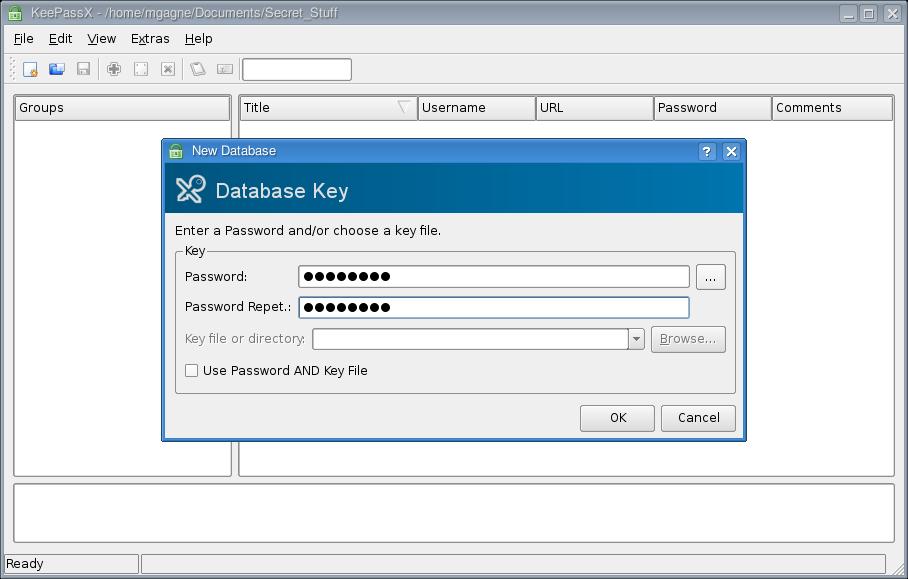 KeePassX - /home/mgagne/Documents/Secret_Stuff
File Edit View Extras Help
Groups Title Username URL Password Comments
New Database
Database Key
Enter a Password and/or choose a key file.
Key
Password: ●●●●●●●● ...
Password Repet.: ●●●●●●●●
Key file or directory: Browse...
Use Password AND Key File
OK Cancel
Ready